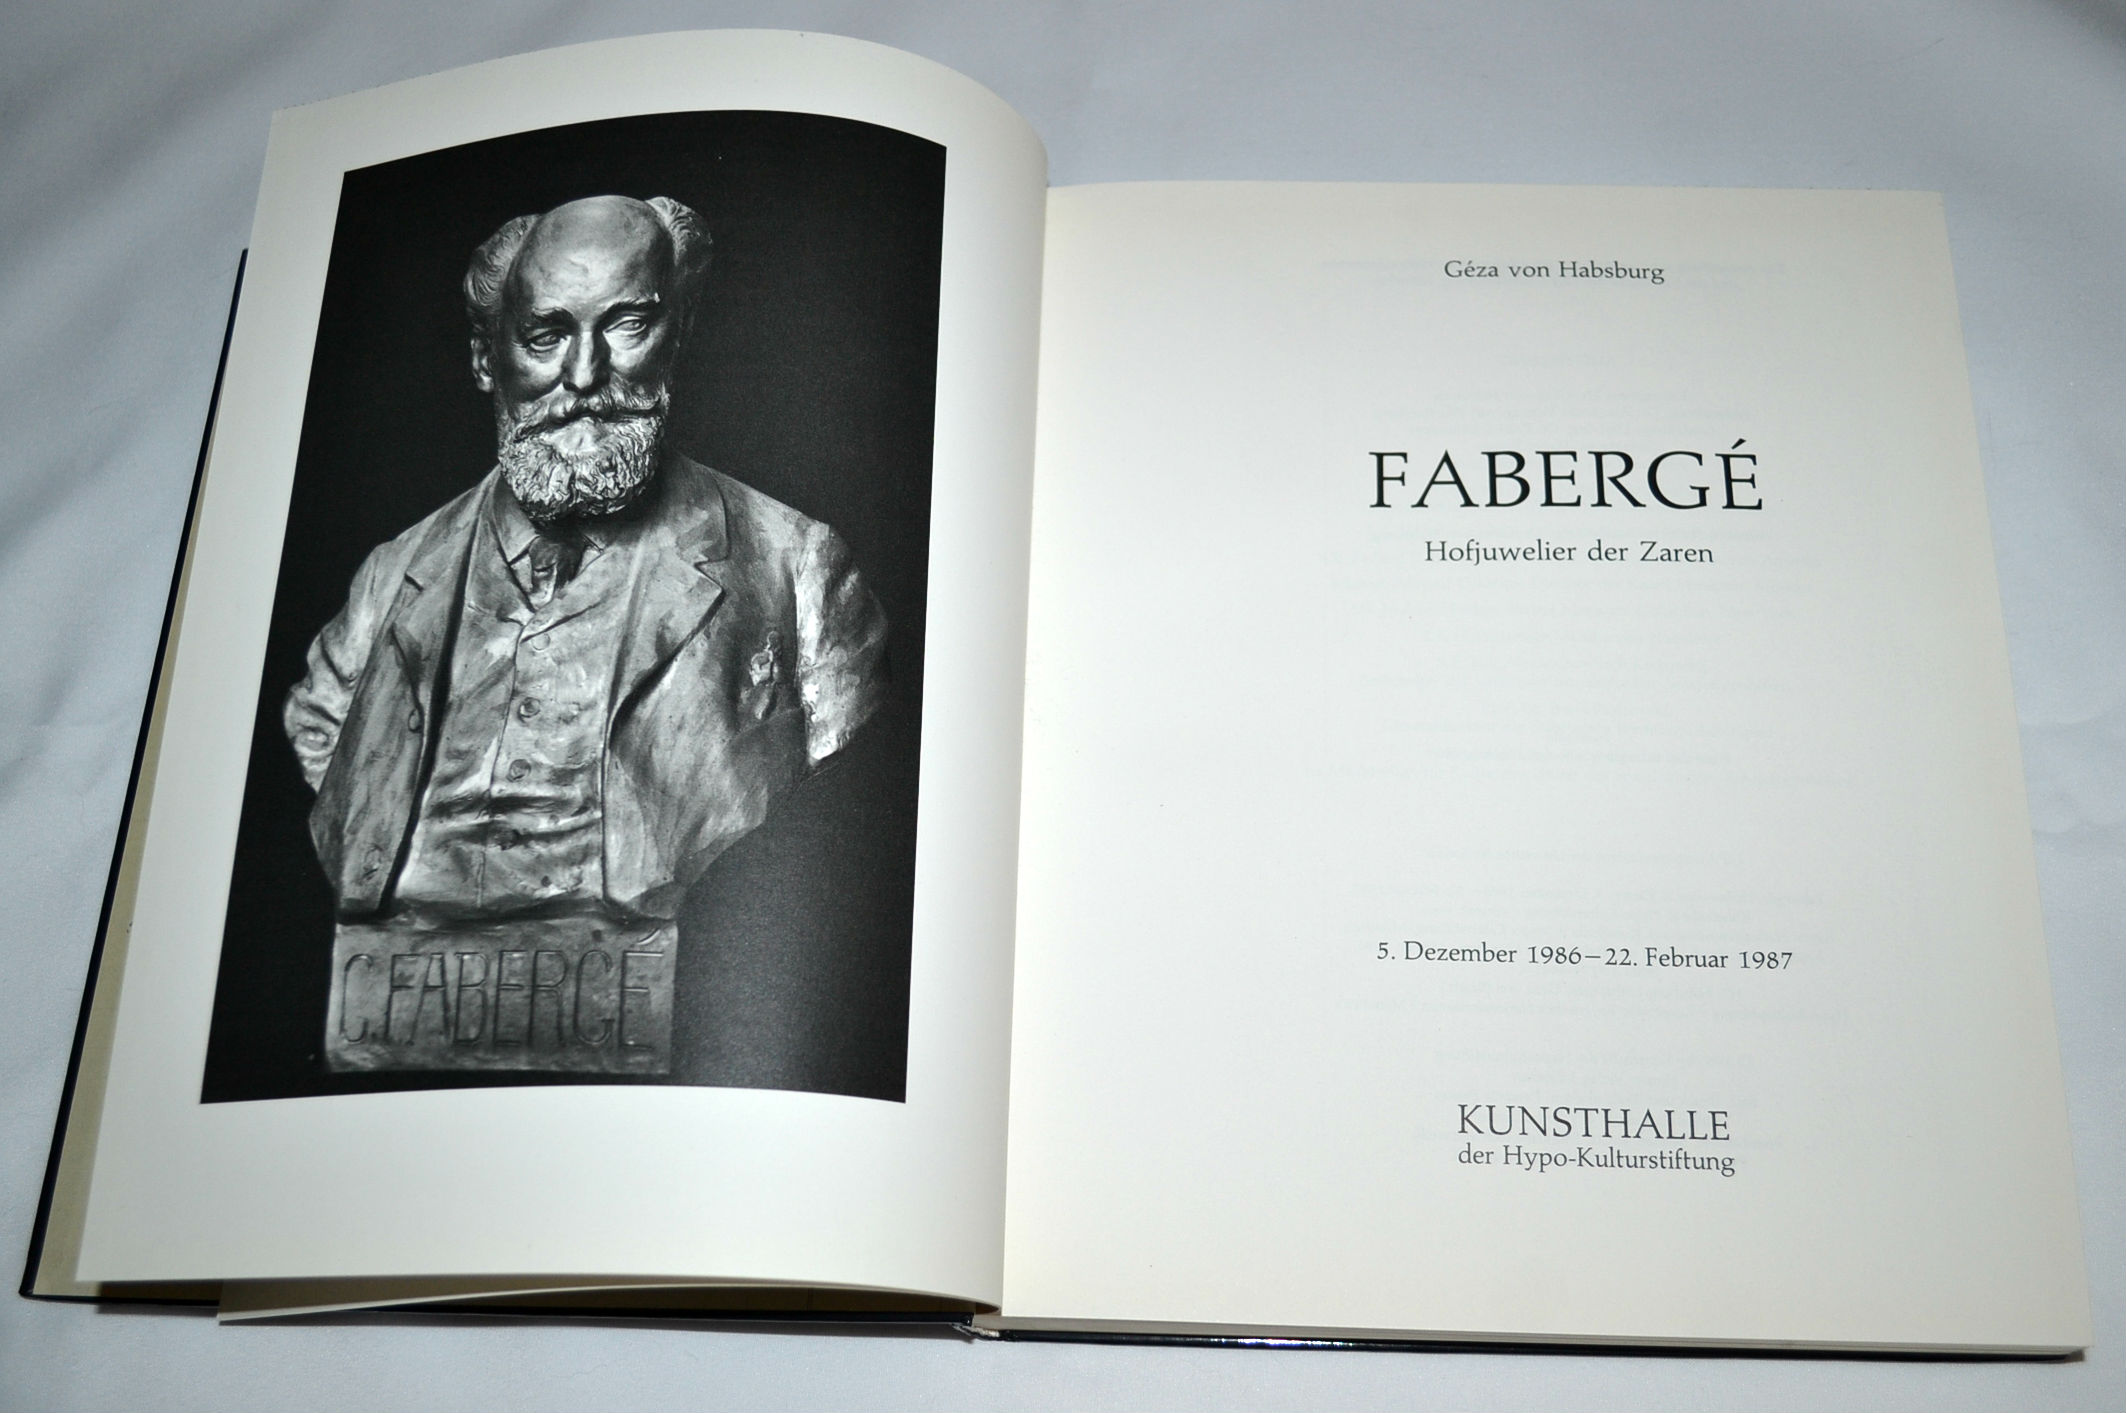 C. FABERGÉ
Géza von Habsburg
FABERGÉ
Hofjuwelier der Zaren
5. Dezember 1986–22. Februar 1987
KUNSTHALLE
der Hypo-Kulturstiftung